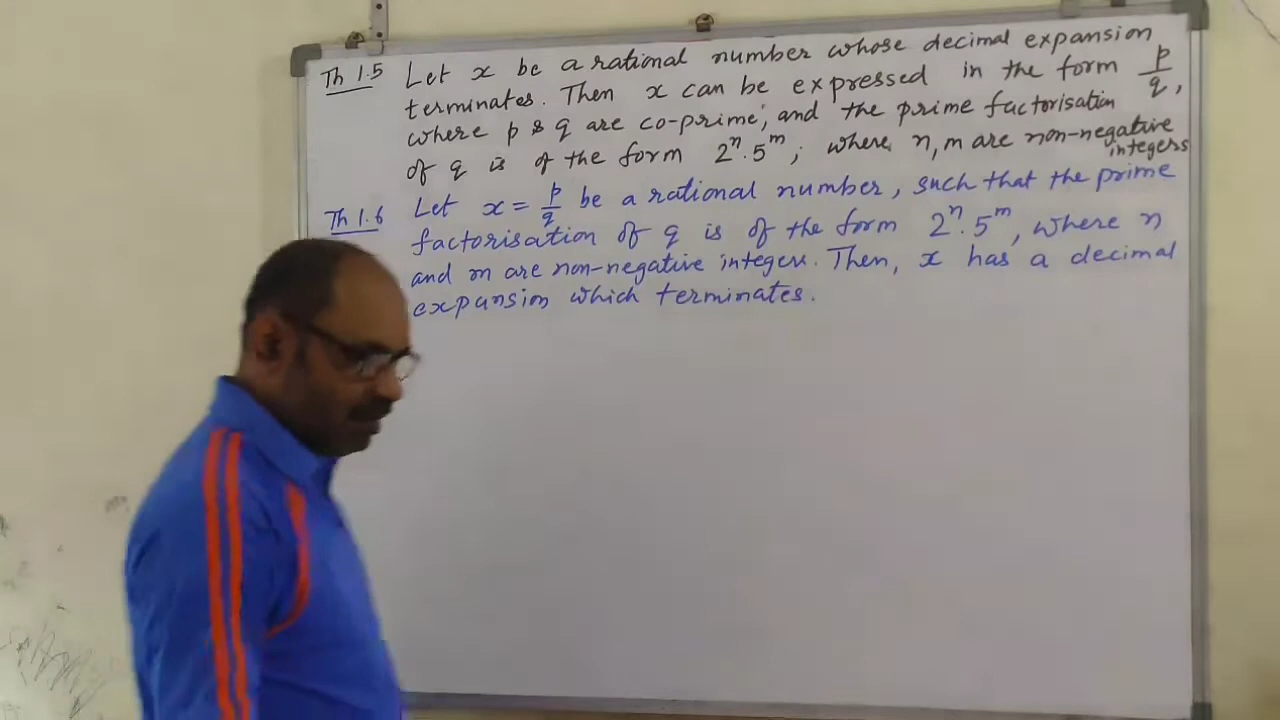 Th 1.5 Let x be a rational number whose decimal expansion
terminates. Then x can be expressed in the form p/q,
where p & q are co-prime, and the prime factorisation
of q is of the form 2ⁿ.5ᵐ; where n, m are non-negative
integers
Th 1.6 Let x = p/q be a rational number, such that the prime
factorisation of q is of the form 2ⁿ.5ᵐ, where n
and m are non-negative integers. Then, x has a decimal
expansion which terminates.